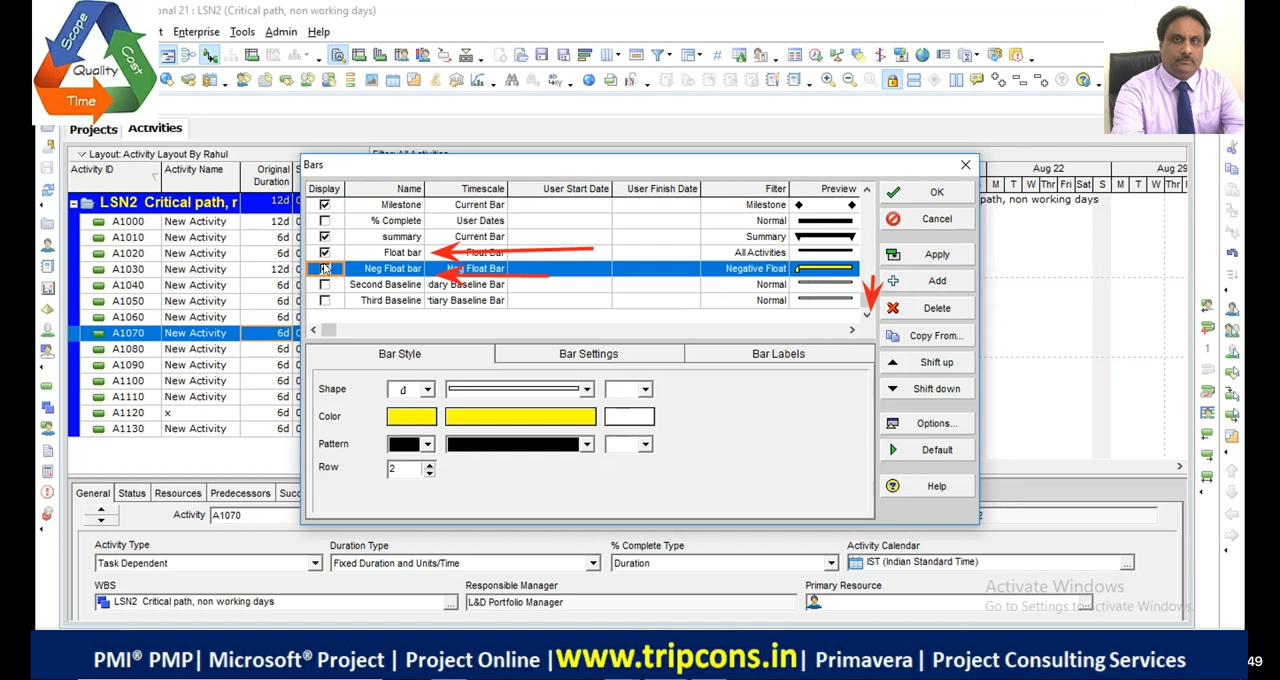 onal 21 : LSN2 (Critical path, non working days)
Scope
Cost
Quality
Time
t Enterprise Tools Admin Help
Projects Activities
Layout: Activity Layout By Rahul Filter: All Activities
Activity ID Activity Name Original Duration
LSN2 Critical path, r 12d
A1000 New Activity 12d
A1010 New Activity 6d
A1020 New Activity 6d
A1030 New Activity 12d
A1040 New Activity 6d
A1050 New Activity 6d
A1060 New Activity 6d
A1070 New Activity 6d
A1080 New Activity 6d
A1090 New Activity 6d
A1100 New Activity 6d
A1110 New Activity 6d
A1120 x 6d
A1130 New Activity 6d
Aug 22 Aug 29
M T W Thr Fri Sat S M T W Thr
path, non working days
Bars
Display Name Timescale User Start Date User Finish Date Filter Preview
Milestone Current Bar Milestone
% Complete User Dates Normal
summary Current Bar Summary
Float bar Float Bar All Activities
Neg Float bar Neg Float Bar Negative Float
Second Baseline dary Baseline Bar Normal
Third Baseline tiary Baseline Bar Normal
OK
Cancel
Apply
Add
Delete
Copy From...
Shift up
Shift down
Options...
Default
Help
Bar Style Bar Settings Bar Labels
Shape
Color
Pattern
Row 2
General Status Resources Predecessors Succ
Activity A1070
Activity Type Duration Type % Complete Type Activity Calendar
Task Dependent Fixed Duration and Units/Time Duration IST (Indian Standard Time)
WBS Responsible Manager Primary Resource
LSN2 Critical path, non working days L&D Portfolio Manager
Activate Windows
Go to Settings to activate Windows.
PMI® PMP| Microsoft® Project | Project Online |www.tripcons.in| Primavera | Project Consulting Services
49